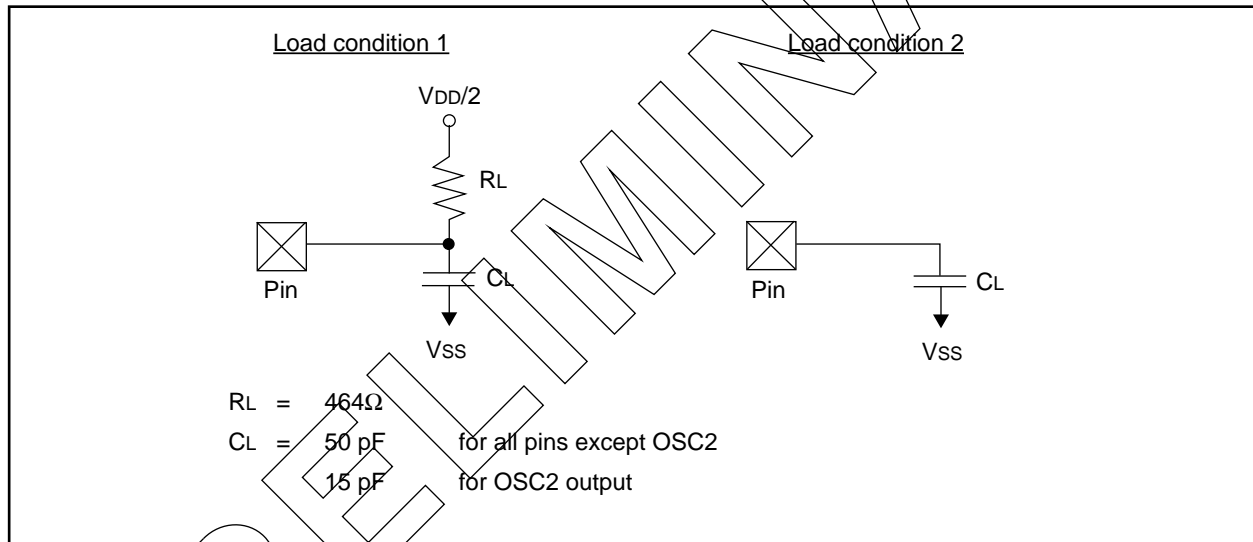 Load condition 1 Load condition 2
VDD/2
RL
CL CL
Pin Pin
VSS VSS
RL = 464Ω
CL = 50 pF for all pins except OSC2
15 pF for OSC2 output
PRELIMIN